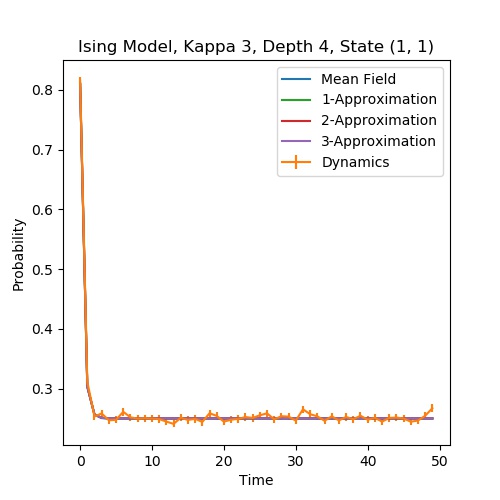 Ising Model, Kappa 3, Depth 4, State (1, 1)
Mean Field
1-Approximation
2-Approximation
3-Approximation
Dynamics
Probability
0.8
0.7
0.6
0.5
0.4
0.3
0 10 20 30 40 50
Time